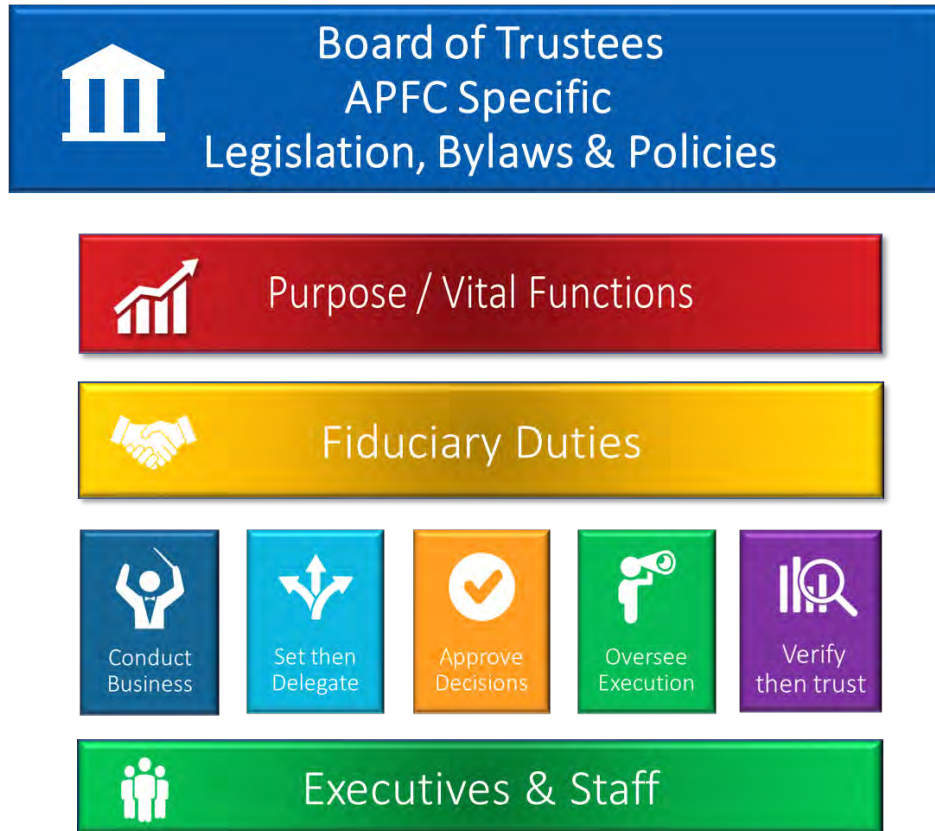 Board of Trustees
APFC Specific
Legislation, Bylaws & Policies
Purpose / Vital Functions
Fiduciary Duties
Conduct
Business
Set then
Delegate
Approve
Decisions
Oversee
Execution
Verify
then trust
Executives & Staff